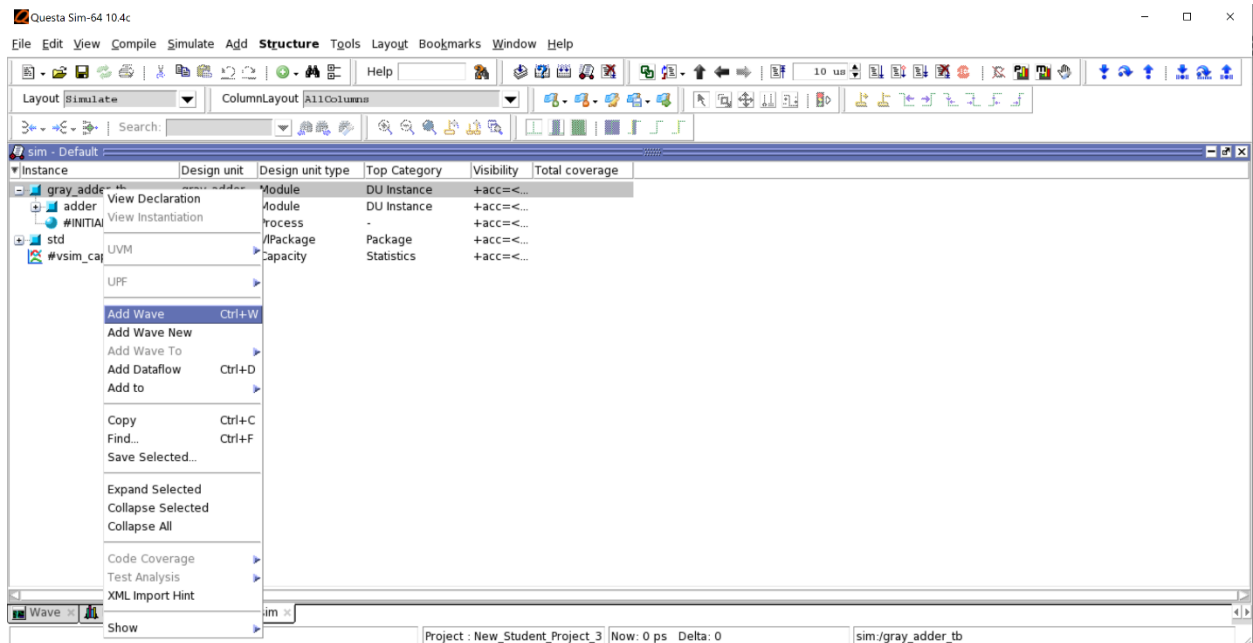 Questa Sim-64 10.4c
File Edit View Compile Simulate Add Structure Tools Layout Bookmarks Window Help
Help 10 us
Layout Simulate ColumnLayout AllColumns
Search:
sim - Default
Instance Design unit Design unit type Top Category Visibility Total coverage
gray_adder_tb gray_adder Module DU Instance +acc=<...
adder Module DU Instance +acc=<...
#INITIA Process - +acc=<...
std VlPackage Package +acc=<...
#vsim_cap Capacity Statistics +acc=<...
View Declaration
View Instantiation
UVM
UPF
Add Wave Ctrl+W
Add Wave New
Add Wave To
Add Dataflow Ctrl+D
Add to
Copy Ctrl+C
Find... Ctrl+F
Save Selected...
Expand Selected
Collapse Selected
Collapse All
Code Coverage
Test Analysis
XML Import Hint
Show
Wave sim
Project : New_Student_Project_3 Now: 0 ps Delta: 0 sim:/gray_adder_tb